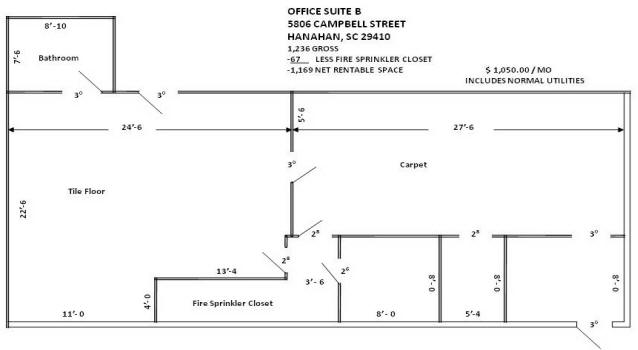 OFFICE SUITE B
5806 CAMPBELL STREET
HANAHAN, SC 29410
1,236 GROSS
-67 LESS FIRE SPRINKLER CLOSET
-1,169 NET RENTABLE SPACE
$ 1,050.00 / MO
INCLUDES NORMAL UTILITIES
8'-10
7'-6
Bathroom
3⁰
3⁰
5'-6
24'-6
27'-6
3⁰
Carpet
Tile Floor
22'-6
2⁸
2⁸
3⁰
2⁸
2⁶
13'-4
3'- 6
8'- 0
8'- 0
8'- 0
4'- 0
Fire Sprinkler Closet
11'- 0
8'- 0
5'-4
3⁰